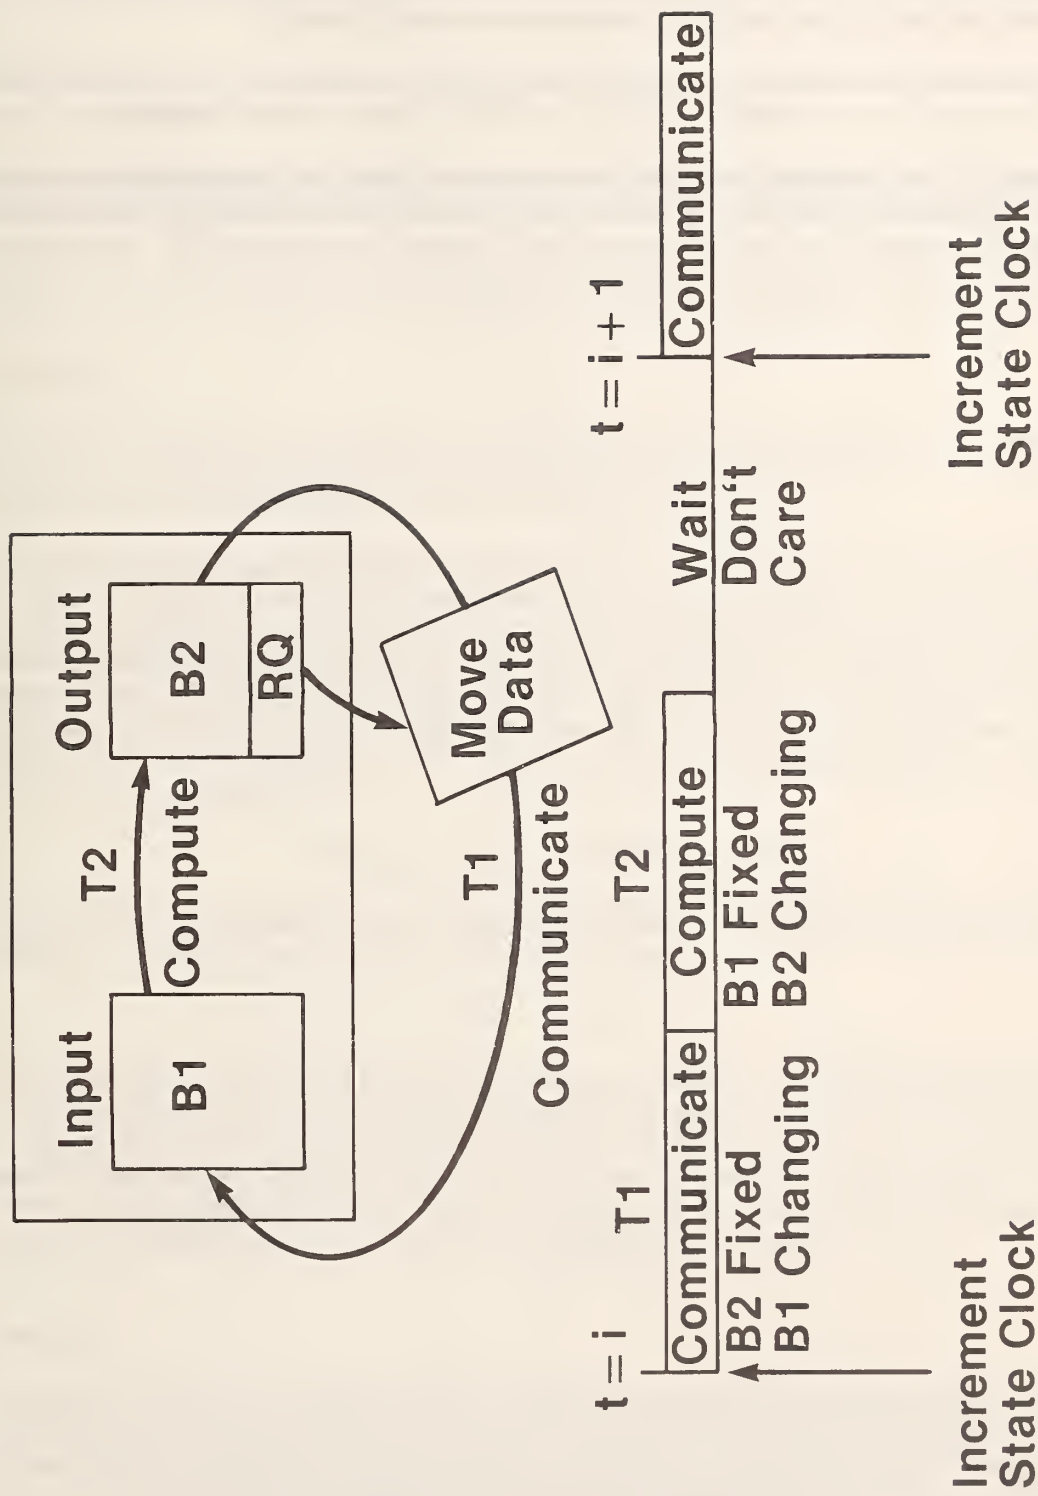 Input
Output
T2
B1
Compute
B2
RQ
Move
Data
T1
Communicate
t = i
T1
T2
t = i + 1
Communicate
Compute
Wait
Communicate
B2 Fixed
B1 Fixed
Don‘t
B1 Changing
B2 Changing
Care
Increment
State Clock
Increment
State Clock